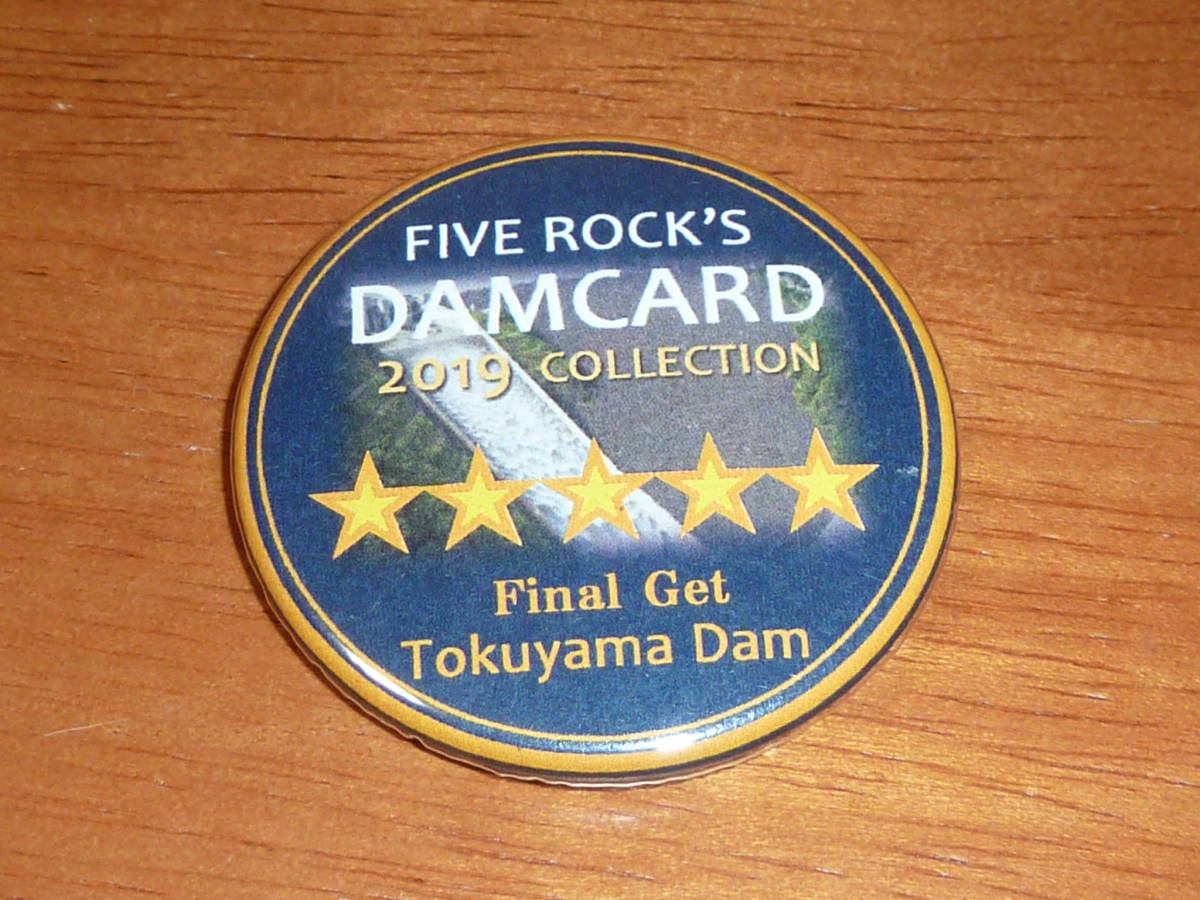 FIVE ROCK'S
DAMCARD
2019 COLLECTION
Final Get
Tokuyama Dam